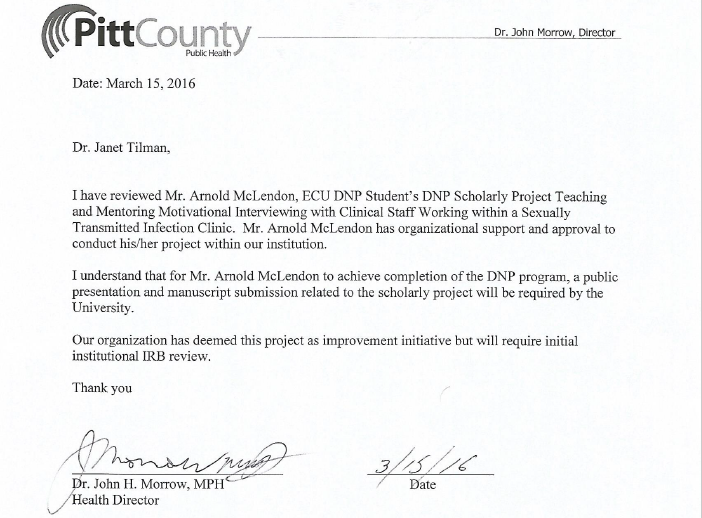 PittCounty
Public Health
Dr. John Morrow, Director
Date: March 15, 2016
Dr. Janet Tilman,
I have reviewed Mr. Arnold McLendon, ECU DNP Student's DNP Scholarly Project Teaching
and Mentoring Motivational Interviewing with Clinical Staff Working within a Sexually
Transmitted Infection Clinic. Mr. Arnold McLendon has organizational support and approval to
conduct his/her project within our institution.
I understand that for Mr. Arnold McLendon to achieve completion of the DNP program, a public
presentation and manuscript submission related to the scholarly project will be required by the
University.
Our organization has deemed this project as improvement initiative but will require initial
institutional IRB review.
Thank you
3/15/16
Dr. John H. Morrow, MPH
Date
Health Director